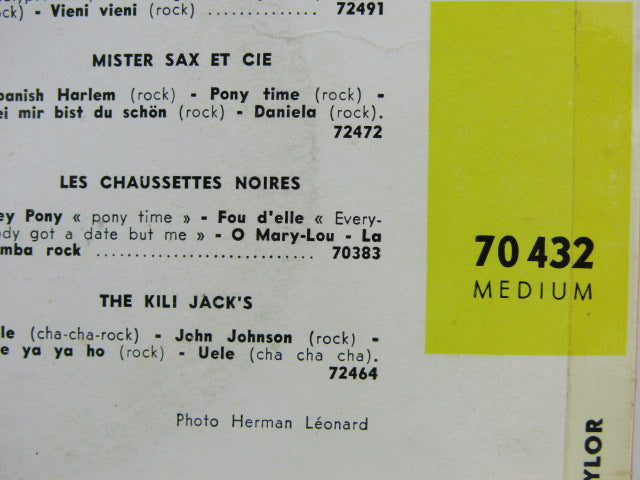 ck) - Vieni vieni (rock) .............. 72491
MISTER SAX ET CIE
panish Harlem (rock) - Pony time (rock) -
ei mir bist du schön (rock) - Daniela (rock).
72472
LES CHAUSSETTES NOIRES
ey Pony « pony time » - Fou d'elle « Every-
dy got a date but me » - O Mary-Lou - La
mba rock ............................ 70383
THE KILI JACK'S
le (cha-cha-rock) - John Johnson (rock) -
e ya ya ho (rock) - Uele (cha cha cha).
72464
Photo Herman Léonard
70 432
MEDIUM
YLOR